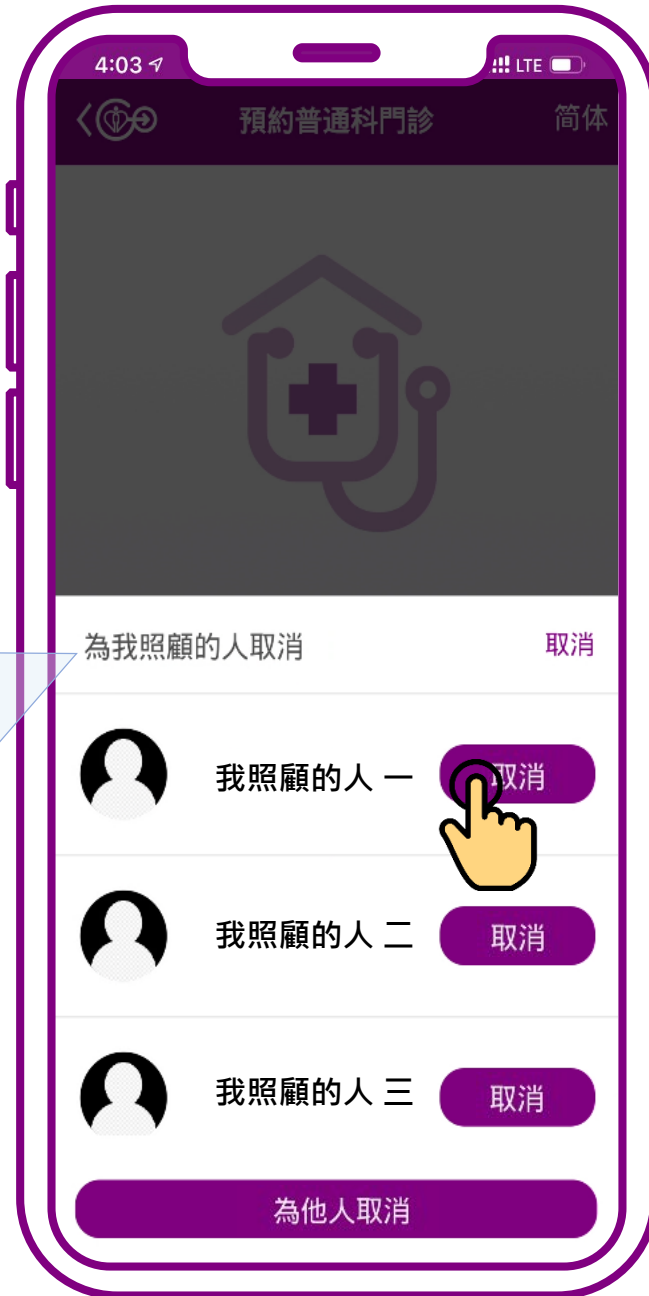 4:03
LTE
預約普通科門診
简体
為我照顧的人取消
取消
我照顧的人 一
取消
我照顧的人 二
取消
我照顧的人 三
取消
為他人取消